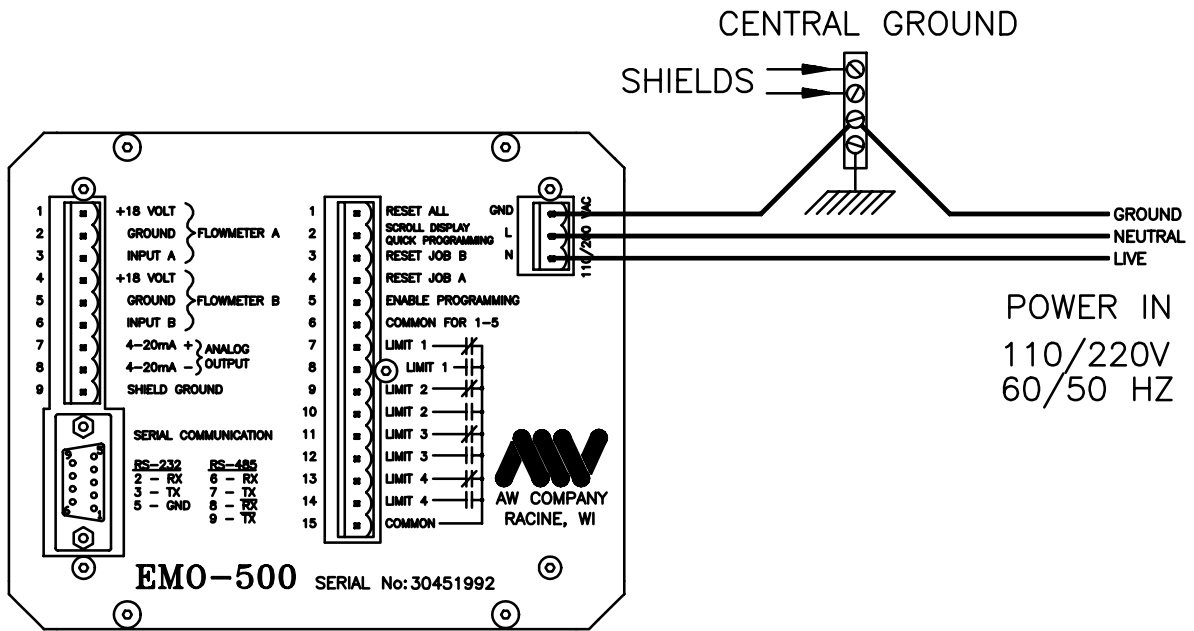 CENTRAL GROUND
SHIELDS
1 +18 VOLT
2 GROUND FLOWMETER A
3 INPUT A
4 +18 VOLT
5 GROUND FLOWMETER B
6 INPUT B
7 4-20mA + ANALOG
8 4-20mA - OUTPUT
9 SHIELD GROUND
SERIAL COMMUNICATION
RS-232
2 - RX
3 - TX
5 - GND
RS-485
6 - RX
7 - TX
8 - RX
9 - TX
9
5
6
1
1 RESET ALL
2 SCROLL DISPLAY
QUICK PROGRAMMING
3 RESET JOB B
4 RESET JOB A
5 ENABLE PROGRAMMING
6 COMMON FOR 1-5
7 LIMIT 1
8 LIMIT 1
9 LIMIT 2
10 LIMIT 2
11 LIMIT 3
12 LIMIT 3
13 LIMIT 4
14 LIMIT 4
15 COMMON
GND
L
N
110/200 VAC
GROUND
NEUTRAL
LIVE
POWER IN
110/220V
60/50 HZ
AW COMPANY
RACINE, WI
EMO-500 SERIAL No:30451992